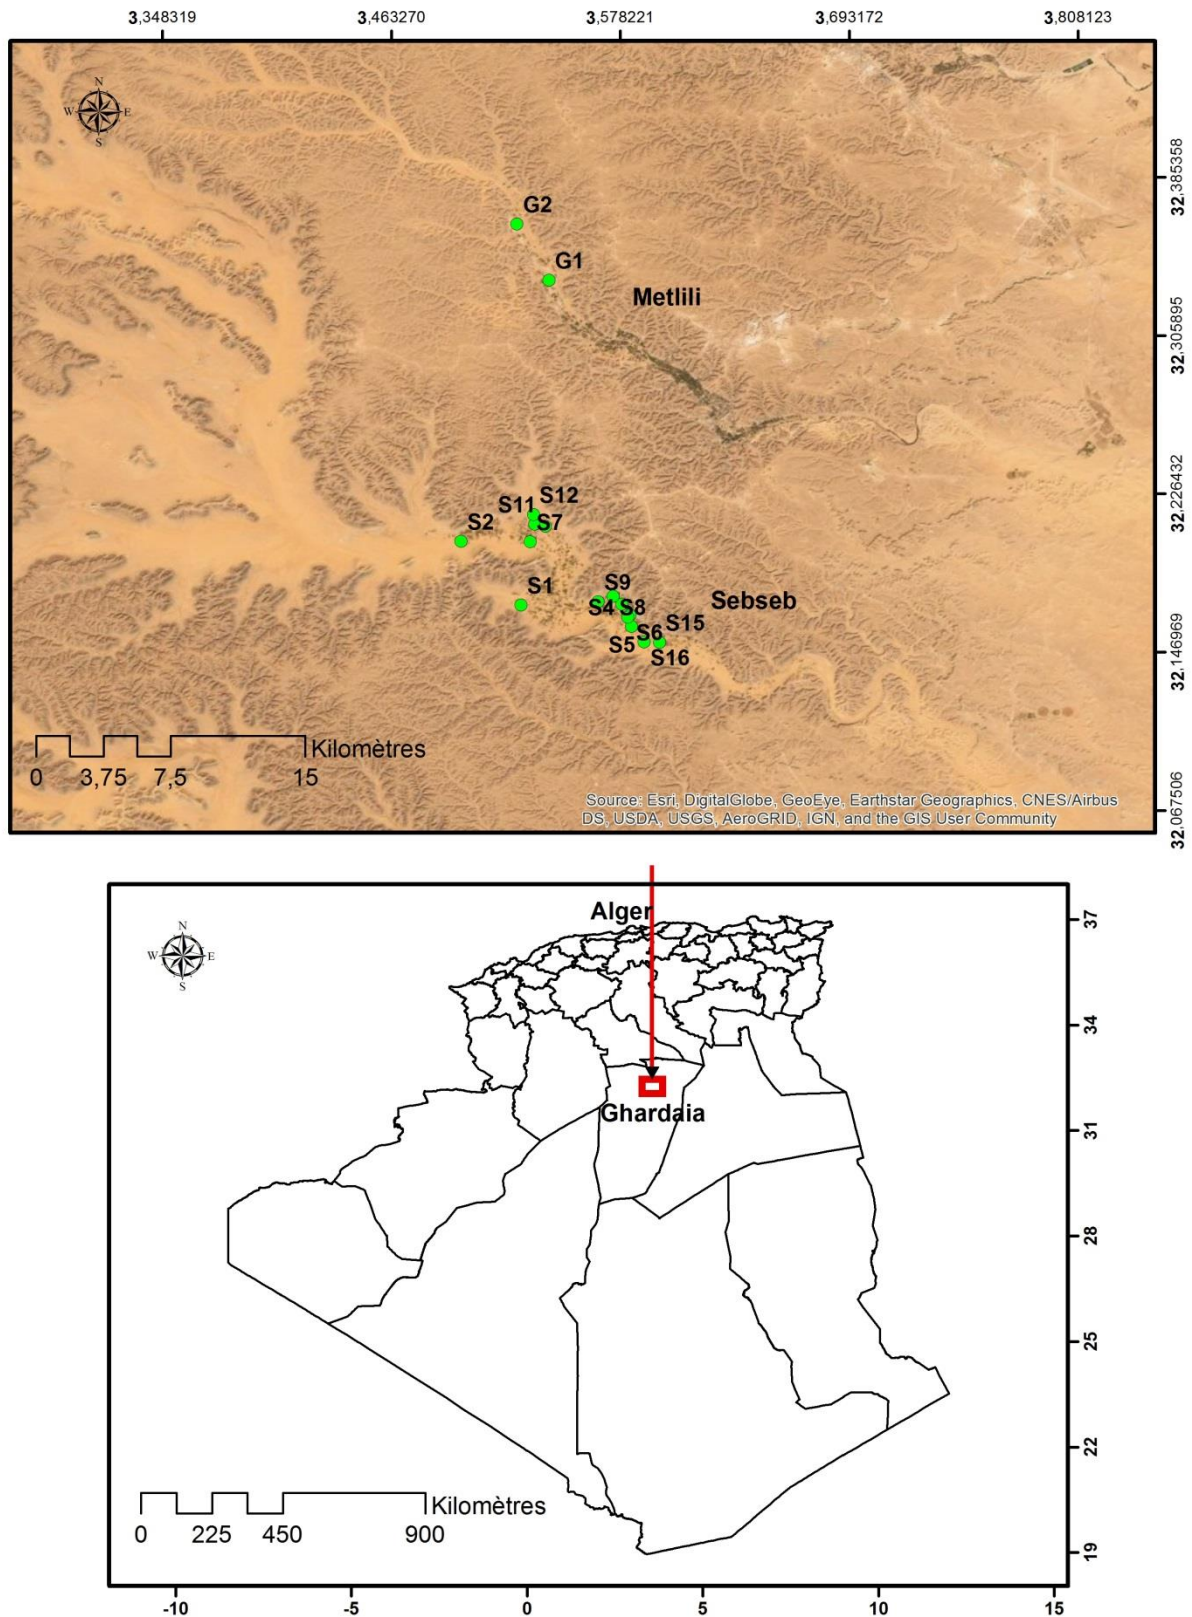 3,348319 3,463270 3,578221 3,693172 3,808123
N
W E
S
32,385358
G2
G1
Metlili
32,305895
32,226432
S12
S11
S2 S7
S9
S1
S4 S8
Sebseb
S15
S6
S5
S16
32,146969
Kilomètres
0 3,75 7,5 15
32,067506
Source: Esri, DigitalGlobe, GeoEye, Earthstar Geographics, CNES/Airbus
DS, USDA, USGS, AeroGRID, IGN, and the GIS User Community
Alger
37
N
W E
S
34
Ghardaia
31
28
25
22
Kilomètres
0 225 450 900
19
-10 -5 0 5 10 15